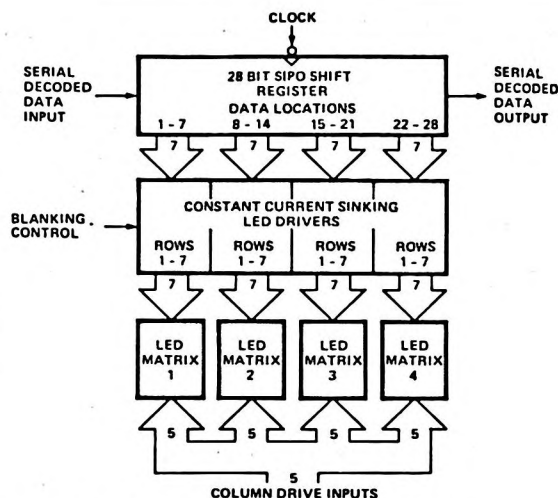 CLOCK
SERIAL DECODED DATA INPUT
28 BIT SIPO SHIFT
REGISTER
DATA LOCATIONS
1 - 7 8 - 14 15 - 21 22 - 28
SERIAL DECODED DATA OUTPUT
7 7 7 7
BLANKING CONTROL
CONSTANT CURRENT SINKING
LED DRIVERS
ROWS ROWS ROWS ROWS
1 - 7 1 - 7 1 - 7 1 - 7
7 7 7 7
LED LED LED LED
MATRIX MATRIX MATRIX MATRIX
1 2 3 4
5 5 5 5
5
COLUMN DRIVE INPUTS